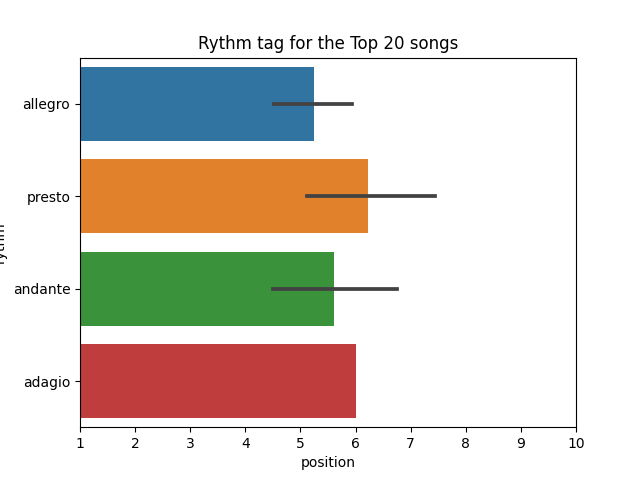 Rythm tag for the Top 20 songs
allegro
presto
andante
adagio
1 2 3 4 5 6 7 8 9 10
position